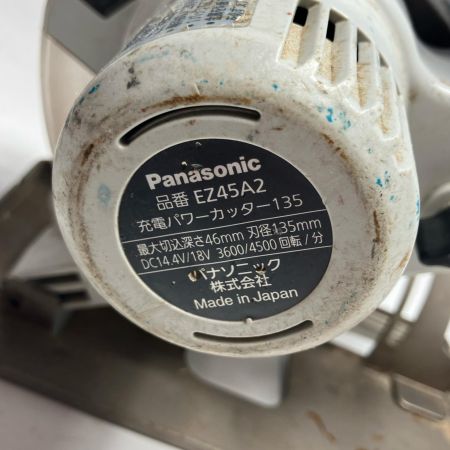 Panasonic
品番 EZ45A2
充電パワーカッター135
最大切込深さ46mm 刃径135mm
DC14.4V/18V 3600/4500 回転/分
パナソニック
株式会社
Made in Japan